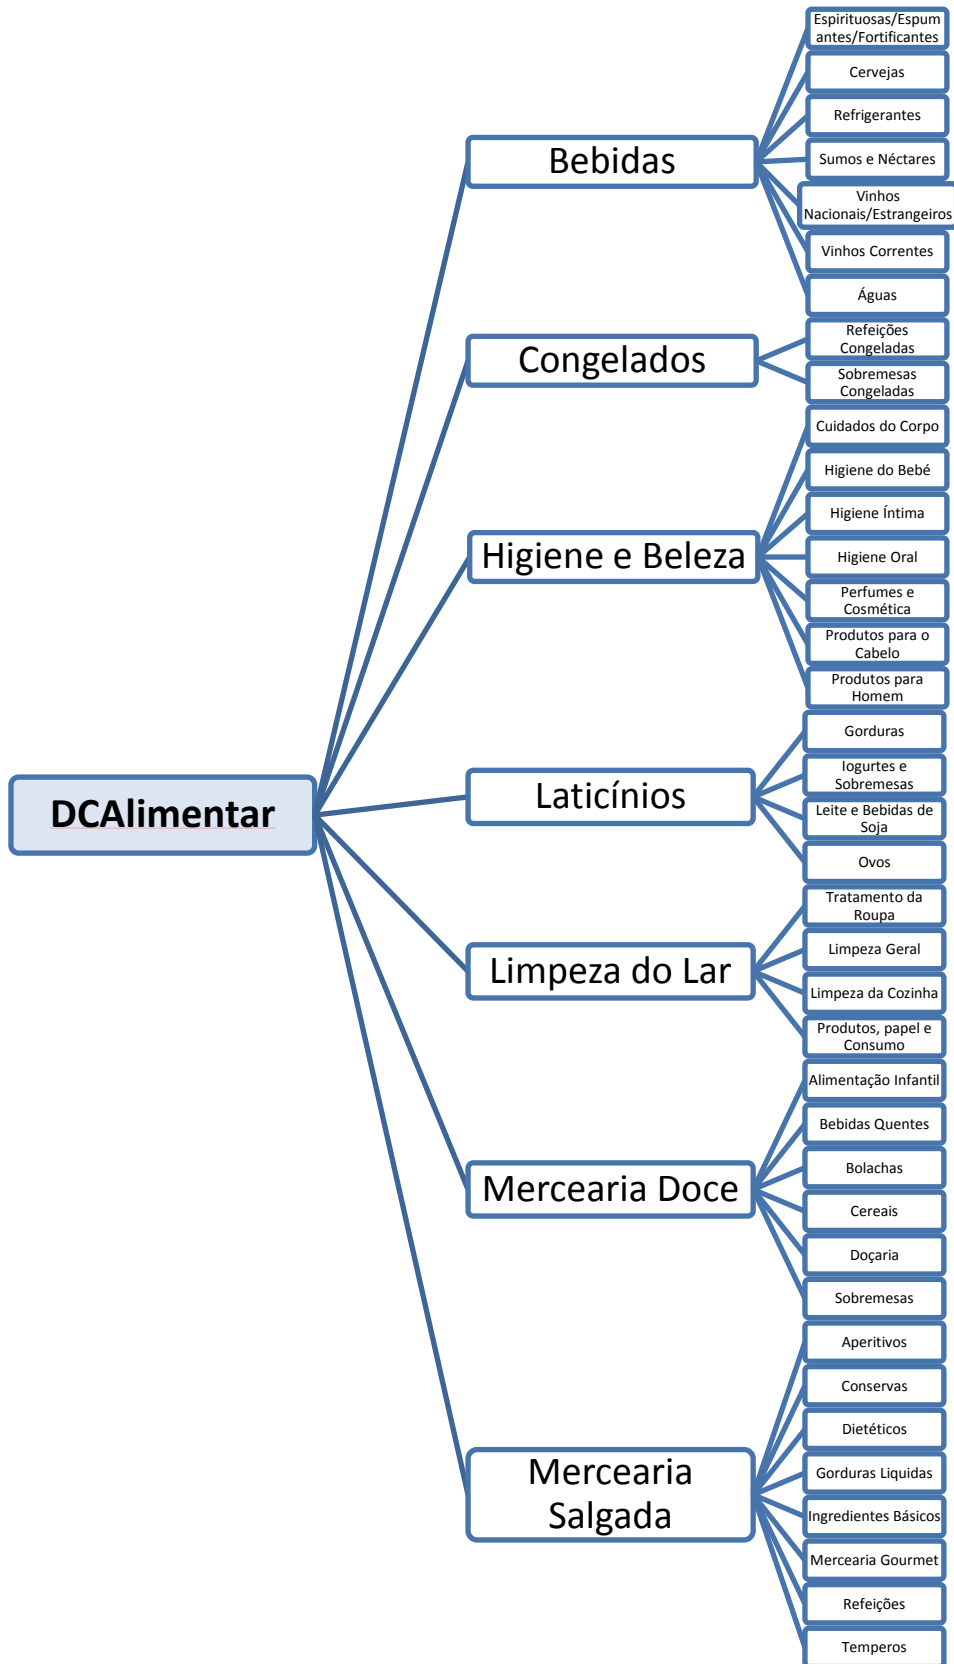 Espirituosas/Espum
antes/Fortificantes
Cervejas
Refrigerantes
Bebidas
Sumos e Néctares
Vinhos
Nacionais/Estrangeiros
Vinhos Correntes
Águas
Refeições
Congeladas
Congelados
Sobremesas
Congeladas
Cuidados do Corpo
Higiene do Bebé
Higiene Íntima
Higiene e Beleza
Higiene Oral
Perfumes e
Cosmética
Produtos para o
Cabelo
Produtos para
Homem
Gorduras
Iogurtes e
Sobremesas
Laticínios
Leite e Bebidas de
Soja
DCAlimentar
Ovos
Tratamento da
Roupa
Limpeza Geral
Limpeza do Lar
Limpeza da Cozinha
Produtos, papel e
Consumo
Alimentação Infantil
Bebidas Quentes
Bolachas
Mercearia Doce
Cereais
Doçaria
Sobremesas
Aperitivos
Conservas
Dietéticos
Gorduras Liquidas
Mercearia
Salgada
Ingredientes Básicos
Mercearia Gourmet
Refeições
Temperos